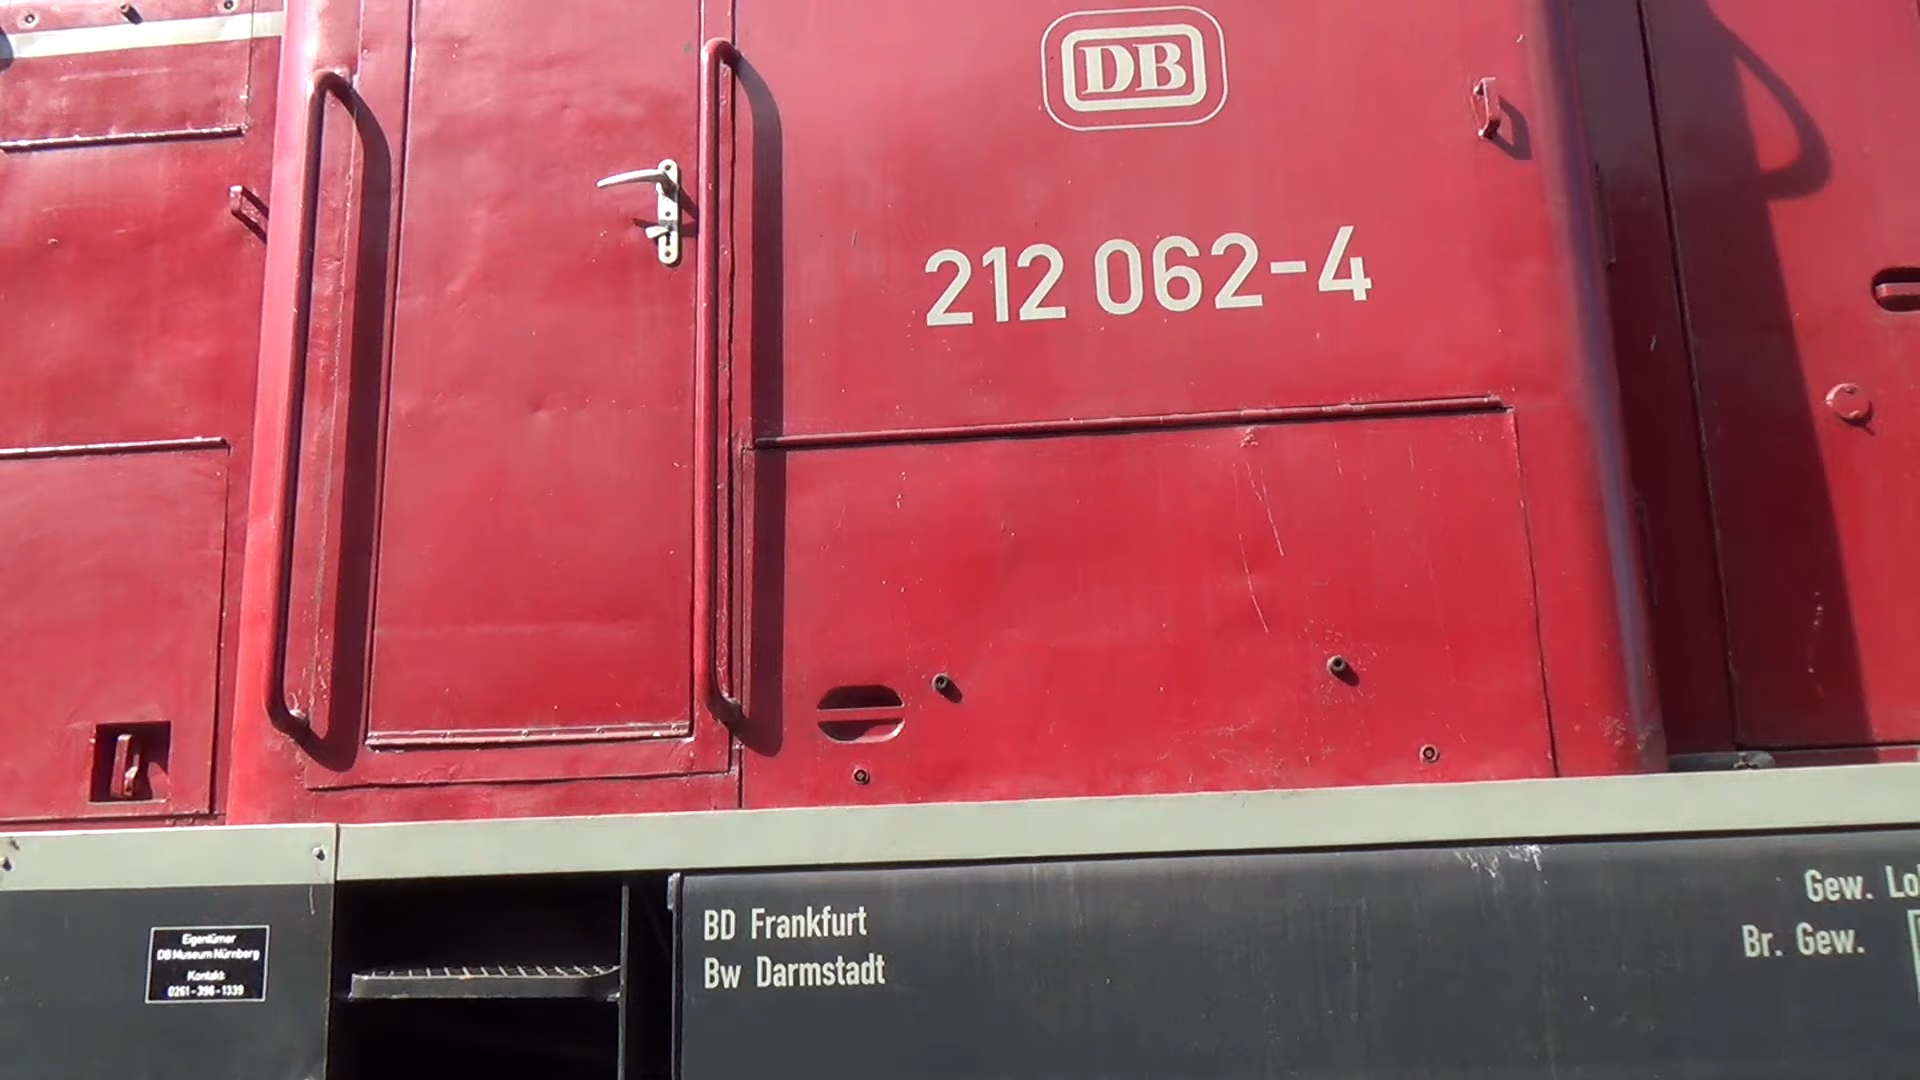 DB
212 062-4
Gew. Lo
BD Frankfurt
Br. Gew.
Bw Darmstadt
Eigentümer
DB Museum Nürnberg
Kontakt:
0261-396-1339